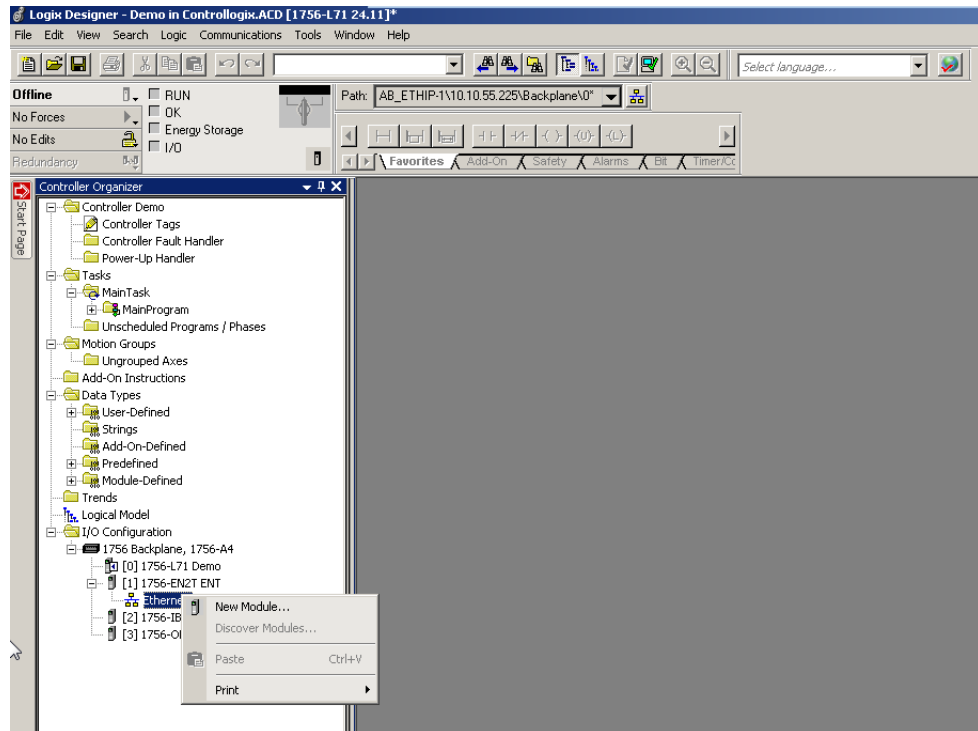 Logix Designer - Demo in Controllogix.ACD [1756-L71 24.11]*
File Edit View Search Logic Communications Tools Window Help
Select language...
Offline
RUN
Path: AB_ETHIP-1\10.10.55.225\Backplane\0*
No Forces
OK
No Edits
Energy Storage
Redundancy
I/O
Favorites Add-On Safety Alarms Bit Timer/Cc
Start Page
Controller Organizer
Controller Demo
Controller Tags
Controller Fault Handler
Power-Up Handler
Tasks
MainTask
MainProgram
Unscheduled Programs / Phases
Motion Groups
Ungrouped Axes
Add-On Instructions
Data Types
User-Defined
Strings
Add-On-Defined
Predefined
Module-Defined
Trends
Logical Model
I/O Configuration
1756 Backplane, 1756-A4
[0] 1756-L71 Demo
[1] 1756-EN2T ENT
Etherne
[2] 1756-IB
[3] 1756-O
New Module...
Discover Modules...
Paste Ctrl+V
Print